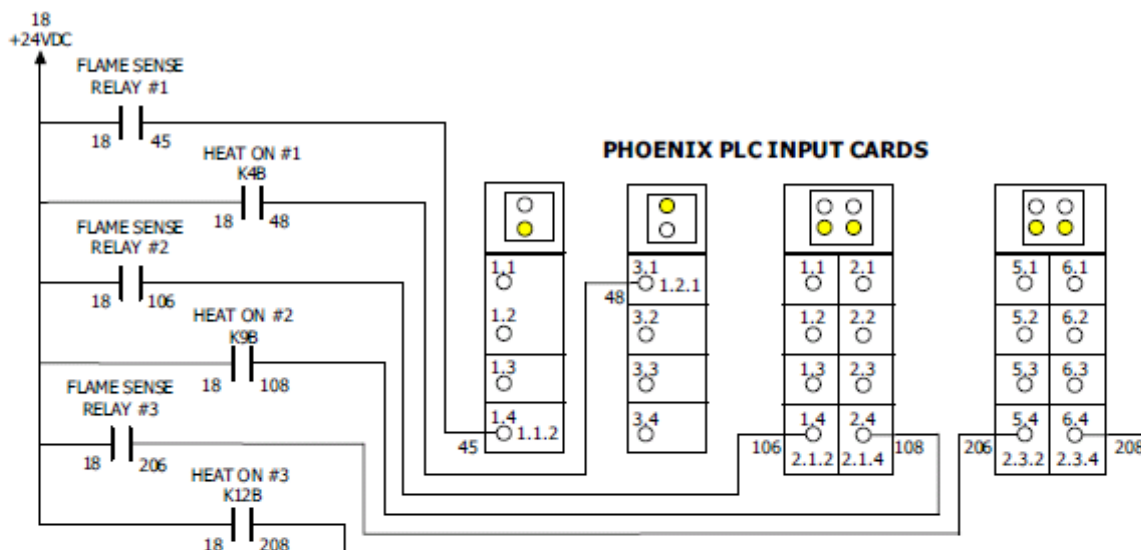 18
+24VDC
FLAME SENSE
RELAY #1
18 45
HEAT ON #1
K4B
18 48
FLAME SENSE
RELAY #2
18 106
HEAT ON #2
K9B
18 108
FLAME SENSE
RELAY #3
18 206
HEAT ON #3
K12B
18 208
PHOENIX PLC INPUT CARDS
1.1
1.2
1.3
1.4
45 1.1.2
3.1
48 1.2.1
3.2
3.3
3.4
1.1 2.1
1.2 2.2
1.3 2.3
1.4 2.4
106 2.1.2 2.1.4 108
5.1 6.1
5.2 6.2
5.3 6.3
5.4 6.4
206 2.3.2 2.3.4 208